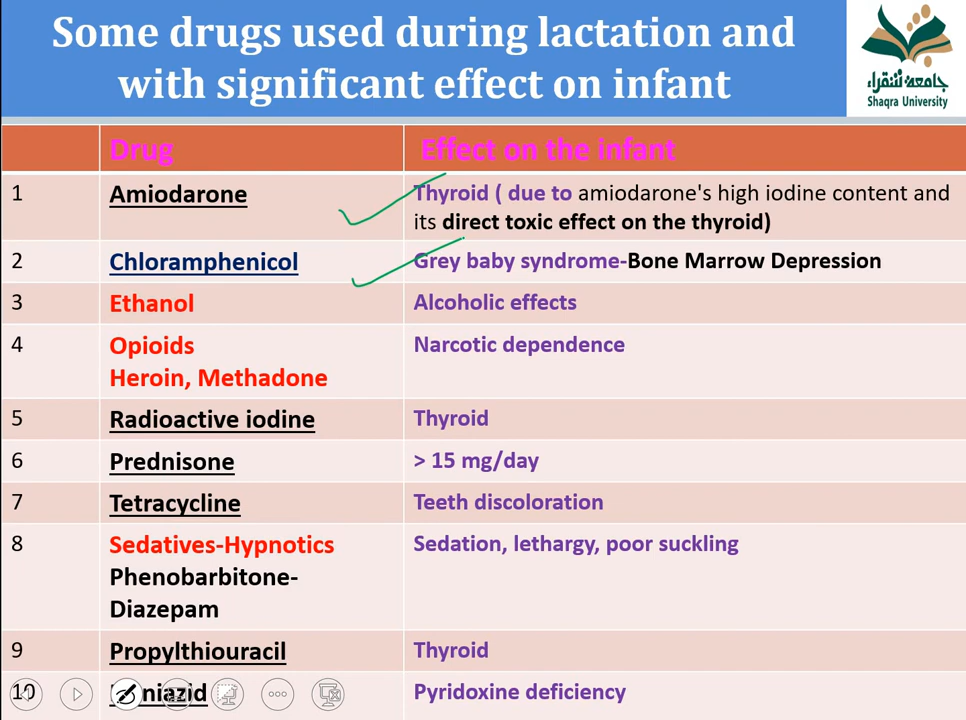 Some drugs used during lactation and
with significant effect on infant
جامعة شقراء
Shaqra University
Drug Effect on the infant
1 Amiodarone Thyroid ( due to amiodarone's high iodine content and
its direct toxic effect on the thyroid)
2 Chloramphenicol Grey baby syndrome-Bone Marrow Depression
3 Ethanol Alcoholic effects
4 Opioids Narcotic dependence
Heroin, Methadone
5 Radioactive iodine Thyroid
6 Prednisone > 15 mg/day
7 Tetracycline Teeth discoloration
8 Sedatives-Hypnotics Sedation, lethargy, poor suckling
Phenobarbitone-
Diazepam
9 Propylthiouracil Thyroid
10 Pyridoxine deficiency